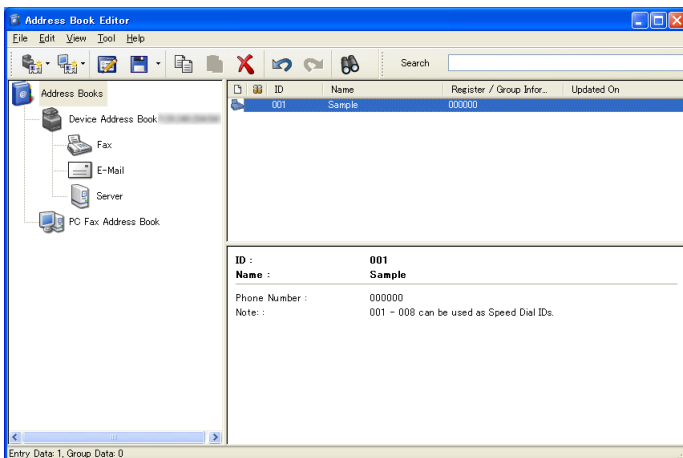 Address Book Editor
File Edit View Tool Help
Search
Address Books
Device Address Book
Fax
E-Mail
Server
PC Fax Address Book
ID Name Register / Group Infor... Updated On
001 Sample 000000
ID : 001
Name : Sample
Phone Number : 000000
Note: : 001 - 008 can be used as Speed Dial IDs.
Entry Data: 1, Group Data: 0